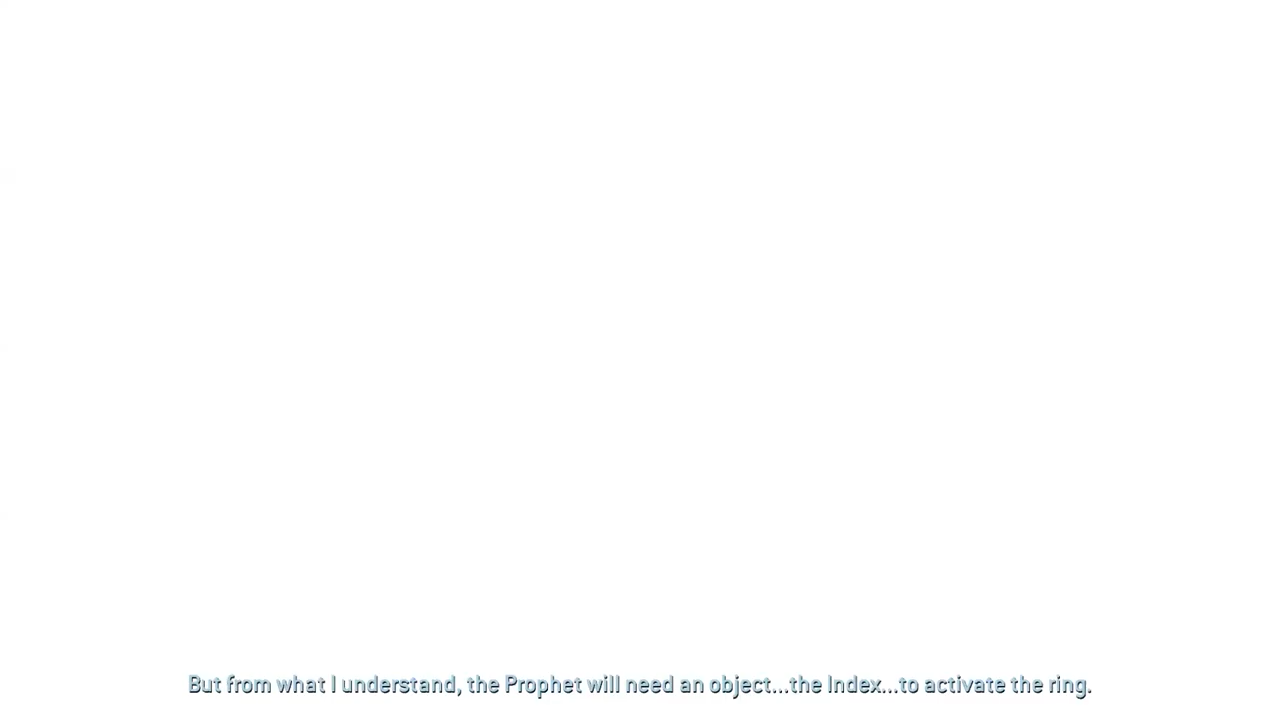 But from what I understand, the Prophet will need an object...the Index...to activate the ring.